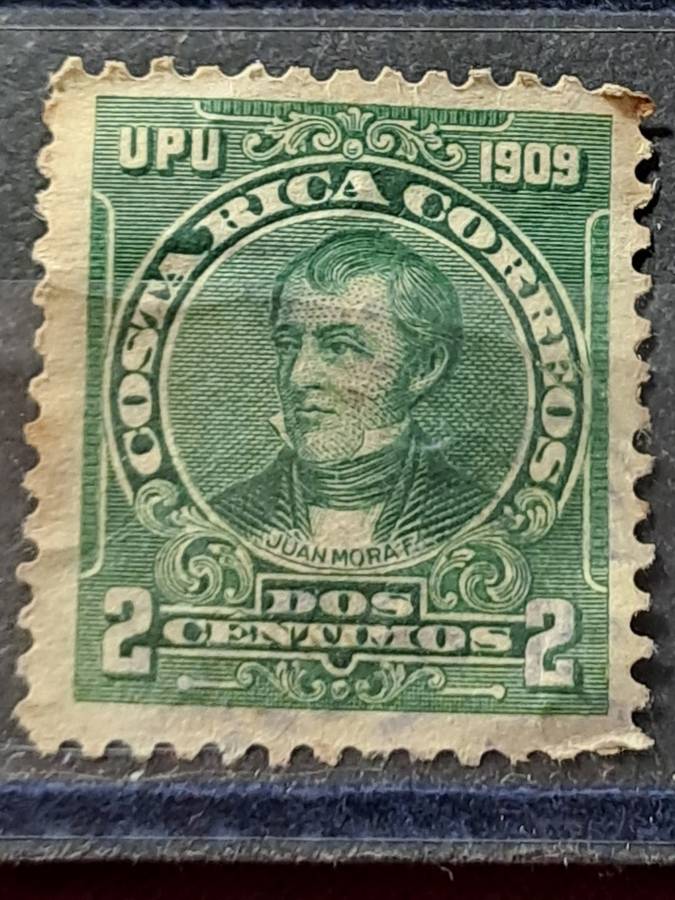 UPU 1909
COSTA RICA CORREOS
JUAN MORA F.
DOS
2 CENTIMOS 2